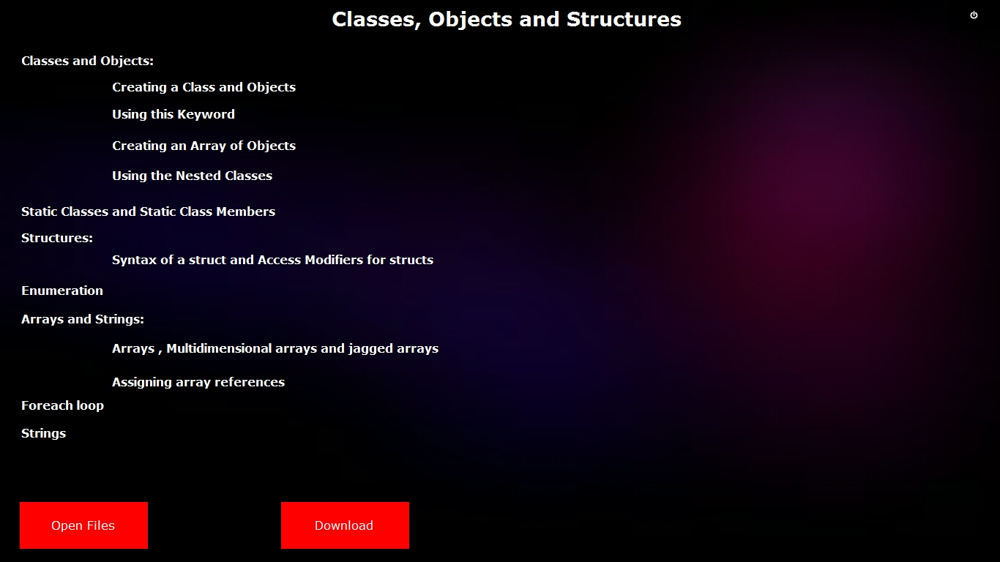 Classes, Objects and Structures
Classes and Objects:
Creating a Class and Objects
Using this Keyword
Creating an Array of Objects
Using the Nested Classes
Static Classes and Static Class Members
Structures:
Syntax of a struct and Access Modifiers for structs
Enumeration
Arrays and Strings:
Arrays , Multidimensional arrays and jagged arrays
Assigning array references
Foreach loop
Strings
Open Files
Download